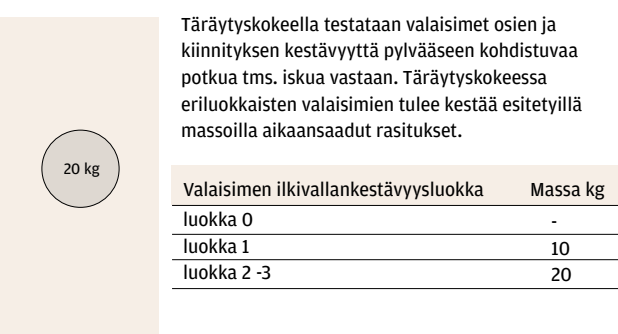 Täräytyskokeella testataan valaisimet osien ja
kiinnityksen kestävyyttä pylvääseen kohdistuvaa
potkua tms. iskua vastaan. Täräytyskokeessa
eriluokkaisten valaisimien tulee kestää esitetyillä
massoilla aikaansaadut rasitukset.
20 kg
Valaisimen ilkivallankestävyysluokka Massa kg
luokka 0 -
luokka 1 10
luokka 2 -3 20